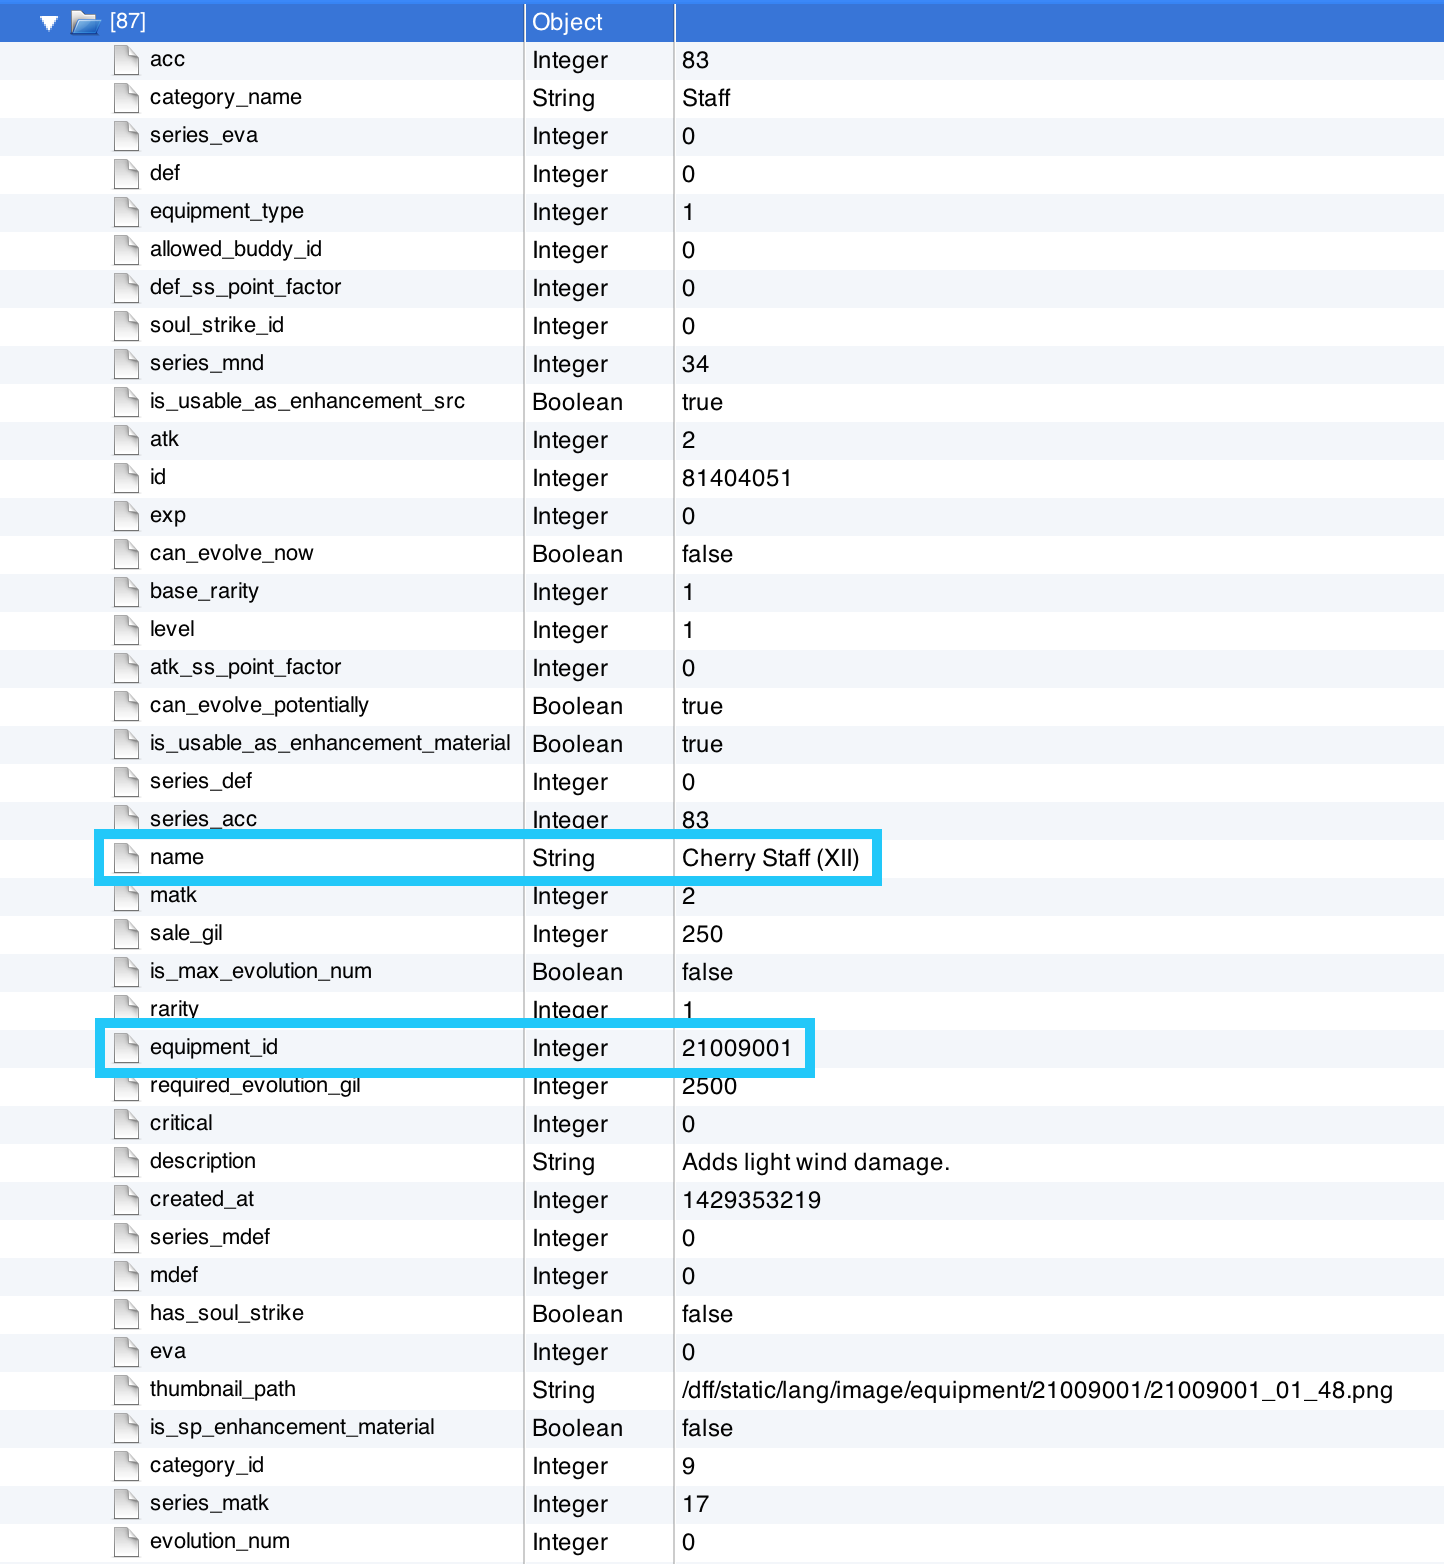 [87] Object
acc Integer 83
category_name String Staff
series_eva Integer 0
def Integer 0
equipment_type Integer 1
allowed_buddy_id Integer 0
def_ss_point_factor Integer 0
soul_strike_id Integer 0
series_mnd Integer 34
is_usable_as_enhancement_src Boolean true
atk Integer 2
id Integer 81404051
exp Integer 0
can_evolve_now Boolean false
base_rarity Integer 1
level Integer 1
atk_ss_point_factor Integer 0
can_evolve_potentially Boolean true
is_usable_as_enhancement_material Boolean true
series_def Integer 0
series_acc Integer 83
name String Cherry Staff (XII)
matk Integer 2
sale_gil Integer 250
is_max_evolution_num Boolean false
rarity Integer 1
equipment_id Integer 21009001
required_evolution_gil Integer 2500
critical Integer 0
description String Adds light wind damage.
created_at Integer 1429353219
series_mdef Integer 0
mdef Integer 0
has_soul_strike Boolean false
eva Integer 0
thumbnail_path String /dff/static/lang/image/equipment/21009001/21009001_01_48.png
is_sp_enhancement_material Boolean false
category_id Integer 9
series_matk Integer 17
evolution_num Integer 0